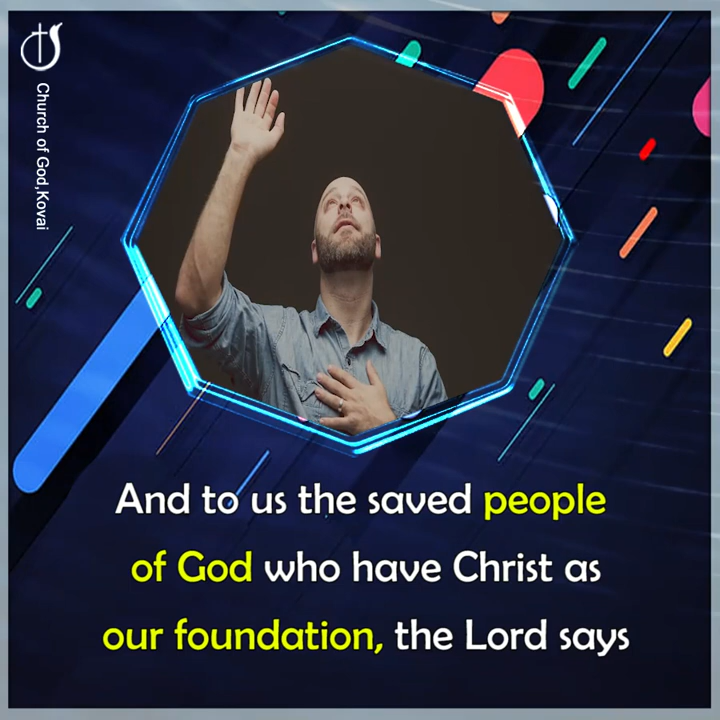 Church of God,Kovai
And to us the saved people
of God who have Christ as
our foundation, the Lord says